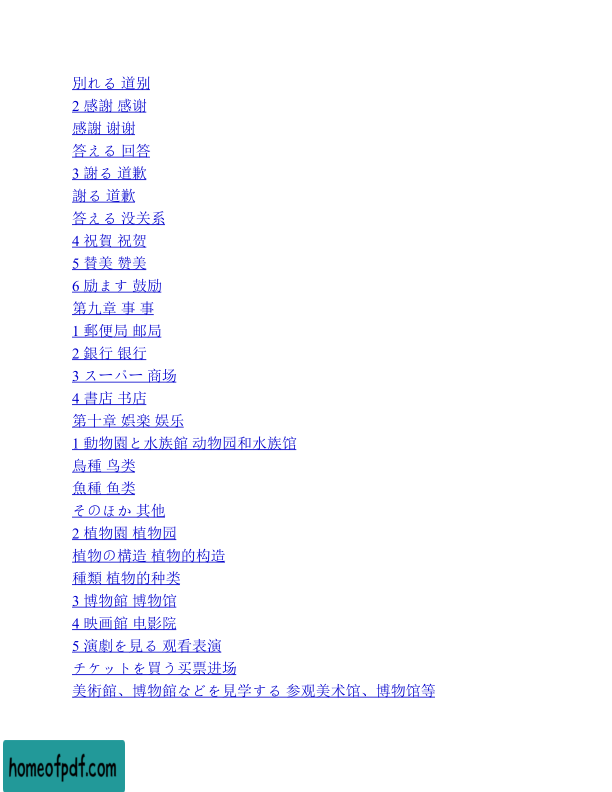 別れる 道别
2 感謝 感谢
感謝 谢谢
答える 回答
3 謝る 道歉
謝る 道歉
答える 没关系
4 祝賀 祝贺
5 賛美 赞美
6 励ます 鼓励
第九章 事 事
1 郵便局 邮局
2 銀行 银行
3 スーパー 商场
4 書店 书店
第十章 娯楽 娱乐
1 動物園と水族館 动物园和水族馆
鳥種 鸟类
魚種 鱼类
そのほか 其他
2 植物園 植物园
植物の構造 植物的构造
種類 植物的种类
3 博物館 博物馆
4 映画館 电影院
5 演劇を見る 观看表演
チケットを買う买票进场
美術館、博物館などを見学する 参观美术馆、博物馆等
homeofpdf.com